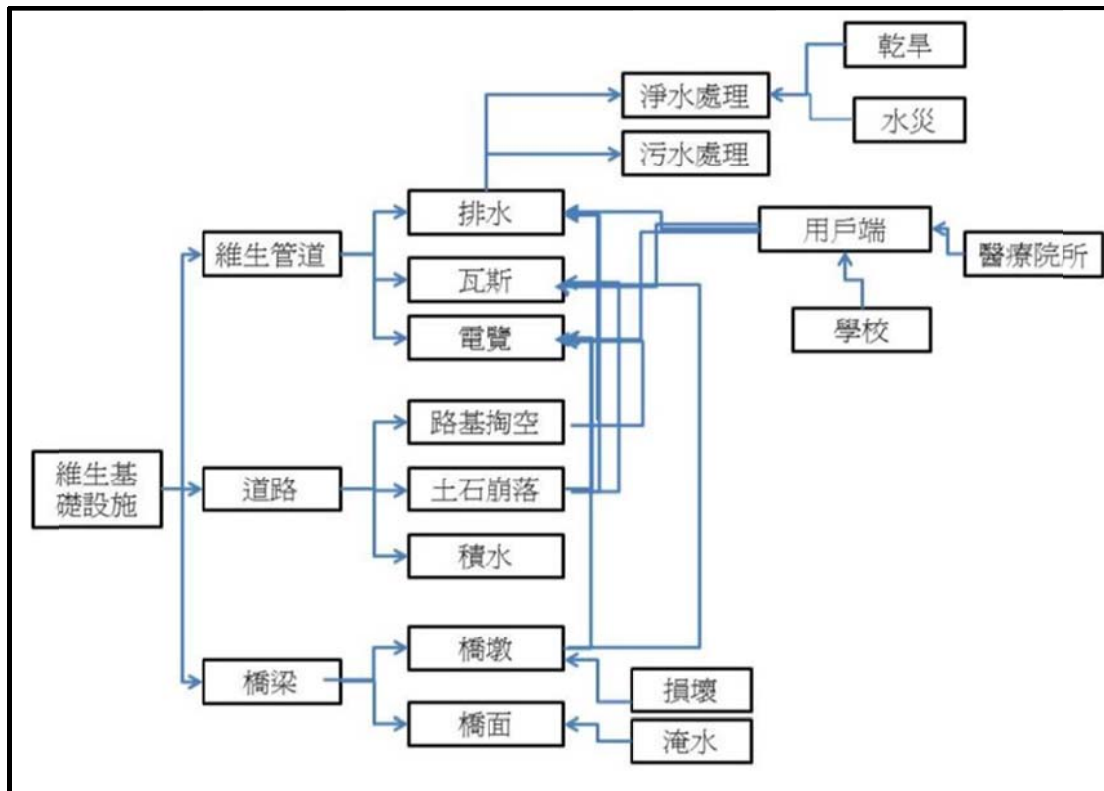 乾旱
淨水處理
水災
污水處理
排水
用戶端
維生管道
醫療院所
瓦斯
學校
電覽
路基掏空
維生基
礎設施
道路
土石崩落
積水
橋墩
橋梁
損壞
橋面
淹水